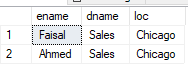 ename dname loc
1 Faisal Sales Chicago
2 Ahmed Sales Chicago